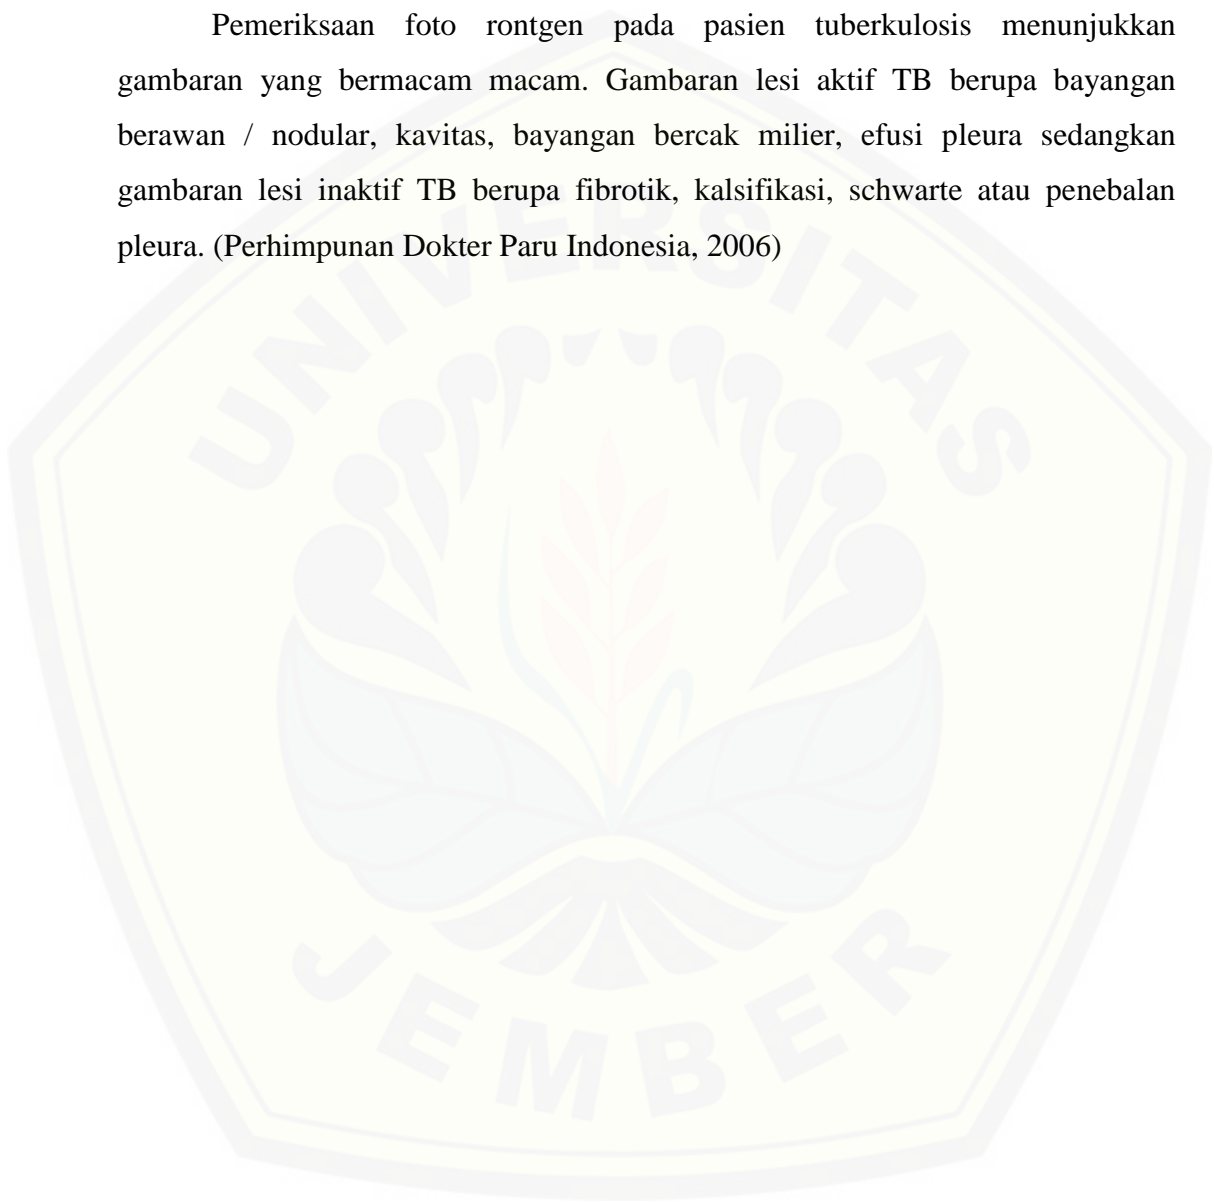 Pemeriksaan foto rontgen pada pasien tuberkulosis menunjukkan
gambaran yang bermacam macam. Gambaran lesi aktif TB berupa bayangan
berawan / nodular, kavitas, bayangan bercak milier, efusi pleura sedangkan
gambaran lesi inaktif TB berupa fibrotik, kalsifikasi, schwarte atau penebalan
pleura. (Perhimpunan Dokter Paru Indonesia, 2006)
UNIVERSITAS
JEMBER